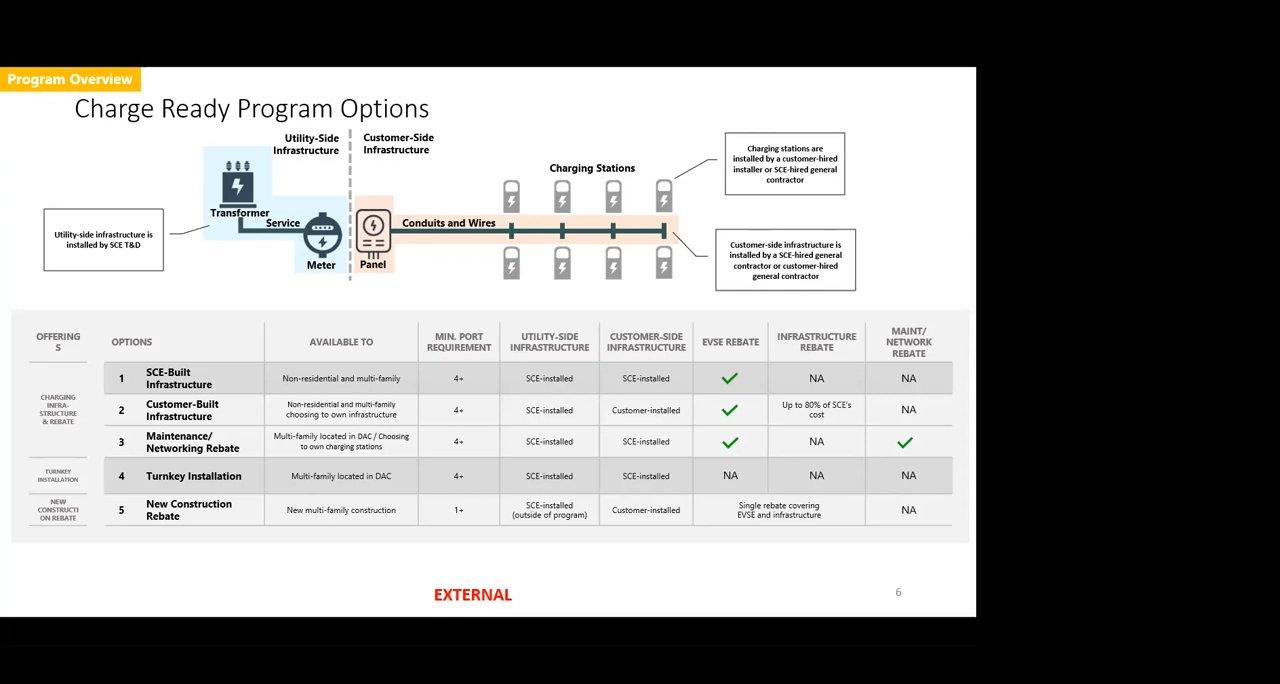 Program Overview
Charge Ready Program Options
Utility-Side
Infrastructure
Customer-Side
Infrastructure
Charging Stations
Charging stations are
installed by a customer-hired
installer or SCE-hired general
contractor
Transformer
Service
Conduits and Wires
Utility-side infrastructure is
installed by SCE T&D
Meter
Panel
Customer-side infrastructure is
installed by a SCE-hired general
contractor or customer-hired
general contractor
OFFERING
S
OPTIONS
AVAILABLE TO
MIN. PORT
REQUIREMENT
UTILITY-SIDE
INFRASTRUCTURE
CUSTOMER-SIDE
INFRASTRUCTURE
EVSE REBATE
INFRASTRUCTURE
REBATE
MAINT/
NETWORK
REBATE
CHARGING
INFRA-
STRUCTURE
& REBATE
1
SCE-Built
Infrastructure
Non-residential and multi-family
4+
SCE-installed
SCE-installed
NA
NA
2
Customer-Built
Infrastructure
Non-residential and multi-family
choosing to own infrastructure
4+
SCE-installed
Customer-installed
Up to 80% of SCE's
cost
NA
3
Maintenance/
Networking Rebate
Multi-family located in DAC / Choosing
to own charging stations
4+
SCE-installed
SCE-installed
NA
TURNKEY
INSTALLATION
4
Turnkey Installation
Multi-family located in DAC
4+
SCE-installed
SCE-installed
NA
NA
NA
NEW
CONSTRUCTI
ON REBATE
5
New Construction
Rebate
New multi-family construction
1+
SCE-installed
(outside of program)
Customer-installed
Single rebate covering
EVSE and infrastructure
NA
EXTERNAL
6